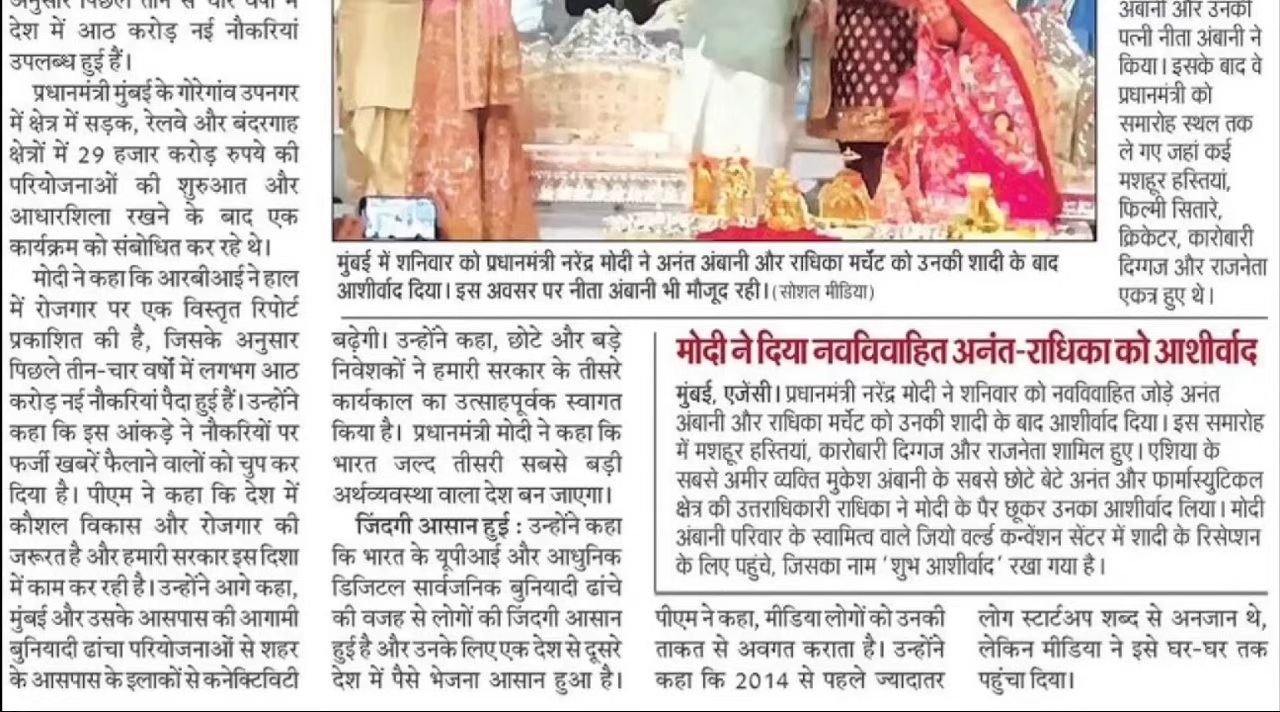 अनुसार पिछले तीन से चार वर्षों में
देश में आठ करोड़ नई नौकरियां
उपलब्ध हुई हैं।
प्रधानमंत्री मुंबई के गोरेगांव उपनगर
में क्षेत्र में सड़क, रेलवे और बंदरगाह
क्षेत्रों में 29 हजार करोड़ रुपये की
परियोजनाओं की शुरुआत और
आधारशिला रखने के बाद एक
कार्यक्रम को संबोधित कर रहे थे।
मोदी ने कहा कि आरबीआई ने हाल
में रोजगार पर एक विस्तृत रिपोर्ट
प्रकाशित की है, जिसके अनुसार
पिछले तीन-चार वर्षों में लगभग आठ
करोड़ नई नौकरियां पैदा हुई हैं। उन्होंने
कहा कि इस आंकड़े ने नौकरियों पर
फर्जी खबरें फैलाने वालों को चुप कर
दिया है। पीएम ने कहा कि देश में
कौशल विकास और रोजगार की
जरूरत है और हमारी सरकार इस दिशा
में काम कर रही है। उन्होंने आगे कहा,
मुंबई और उसके आसपास की आगामी
बुनियादी ढांचा परियोजनाओं से शहर
के आसपास के इलाकों से कनेक्टिविटी
बढ़ेगी। उन्होंने कहा, छोटे और बड़े
निवेशकों ने हमारी सरकार के तीसरे
कार्यकाल का उत्साहपूर्वक स्वागत
किया है। प्रधानमंत्री मोदी ने कहा कि
भारत जल्द तीसरी सबसे बड़ी
अर्थव्यवस्था वाला देश बन जाएगा।
जिंदगी आसान हुई : उन्होंने कहा
कि भारत के यूपीआई और आधुनिक
डिजिटल सार्वजनिक बुनियादी ढांचे
की वजह से लोगों की जिंदगी आसान
हुई है और उनके लिए एक देश से दूसरे
देश में पैसे भेजना आसान हुआ है।
पीएम ने कहा, मीडिया लोगों को उनकी
ताकत से अवगत कराता है। उन्होंने
कहा कि 2014 से पहले ज्यादातर
लोग स्टार्टअप शब्द से अनजान थे,
लेकिन मीडिया ने इसे घर-घर तक
पहुंचा दिया।
मुंबई में शनिवार को प्रधानमंत्री नरेंद्र मोदी ने अनंत अंबानी और राधिका मर्चेंट को उनकी शादी के बाद
आशीर्वाद दिया। इस अवसर पर नीता अंबानी भी मौजूद रही। (सोशल मीडिया)
अंबानी और उनकी
पत्नी नीता अंबानी ने
किया। इसके बाद वे
प्रधानमंत्री को
समारोह स्थल तक
ले गए जहां कई
मशहूर हस्तियां,
फिल्मी सितारे,
क्रिकेटर, कारोबारी
दिग्गज और राजनेता
एकत्र हुए थे।
मोदी ने दिया नवविवाहित अनंत-राधिका को आशीर्वाद
मुंबई, एजेंसी। प्रधानमंत्री नरेंद्र मोदी ने शनिवार को नवविवाहित जोड़े अनंत
अंबानी और राधिका मर्चेंट को उनकी शादी के बाद आशीर्वाद दिया। इस समारोह
में मशहूर हस्तियां, कारोबारी दिग्गज और राजनेता शामिल हुए। एशिया के
सबसे अमीर व्यक्ति मुकेश अंबानी के सबसे छोटे बेटे अनंत और फार्मास्युटिकल
क्षेत्र की उत्तराधिकारी राधिका ने मोदी के पैर छूकर उनका आशीर्वाद लिया। मोदी
अंबानी परिवार के स्वामित्व वाले जियो वर्ल्ड कन्वेंशन सेंटर में शादी के रिसेप्शन
के लिए पहुंचे, जिसका नाम 'शुभ आशीर्वाद' रखा गया है।